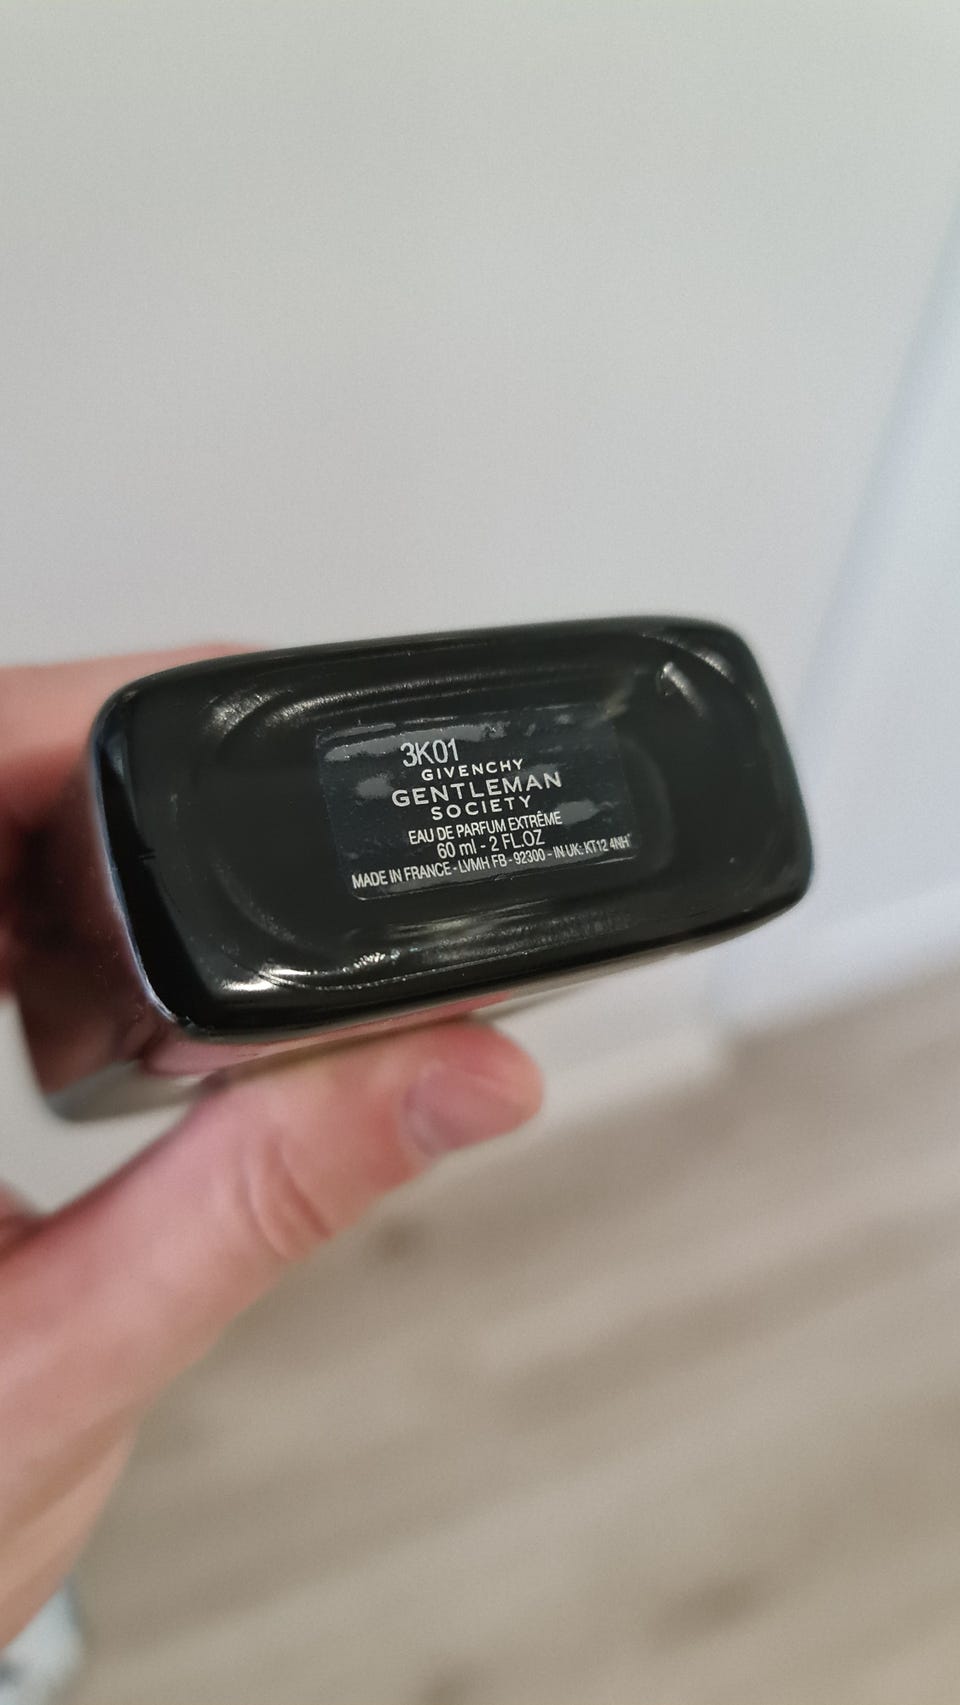 3K01
GIVENCHY
GENTLEMAN
SOCIETY
EAU DE PARFUM EXTRÊME
60 ml - 2 FL.OZ
MADE IN FRANCE - LVMH FB - 92300 - IN UK: KT12 4NH